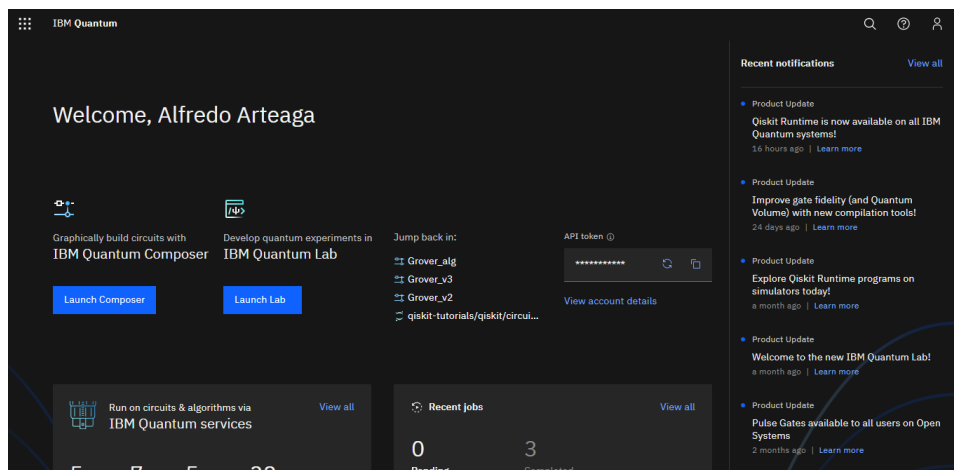 IBM Quantum
Welcome, Alfredo Arteaga
Graphically build circuits with
IBM Quantum Composer
Launch Composer
Develop quantum experiments in
IBM Quantum Lab
Launch Lab
Jump back in:
Grover_alg
Grover_v3
Grover_v2
qiskit-tutorials/qiskit/circui...
API token
***********
View account details
Run on circuits & algorithms via
IBM Quantum services
View all
Recent jobs
View all
0
Pending
3
Completed
Recent notifications
View all
Product Update
Qiskit Runtime is now available on all IBM
Quantum systems!
16 hours ago | Learn more
Product Update
Improve gate fidelity (and Quantum
Volume) with new compilation tools!
24 days ago | Learn more
Product Update
Explore Qiskit Runtime programs on
simulators today!
a month ago | Learn more
Product Update
Welcome to the new IBM Quantum Lab!
a month ago | Learn more
Product Update
Pulse Gates available to all users on Open
Systems
2 months ago | Learn more